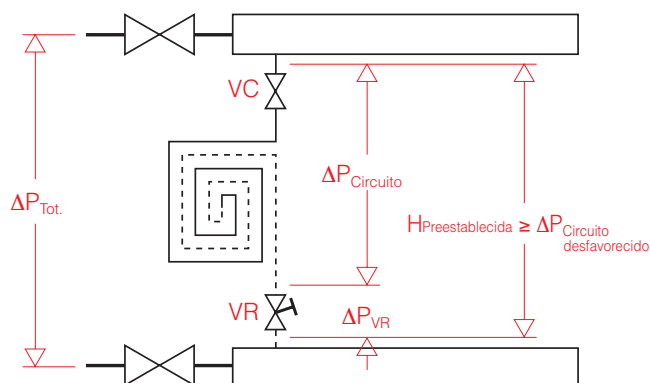 VC
ΔPCircuito
ΔPTot.
HPreestablecida ≥ ΔPCircuito
desfavorecido
VR
ΔPVR